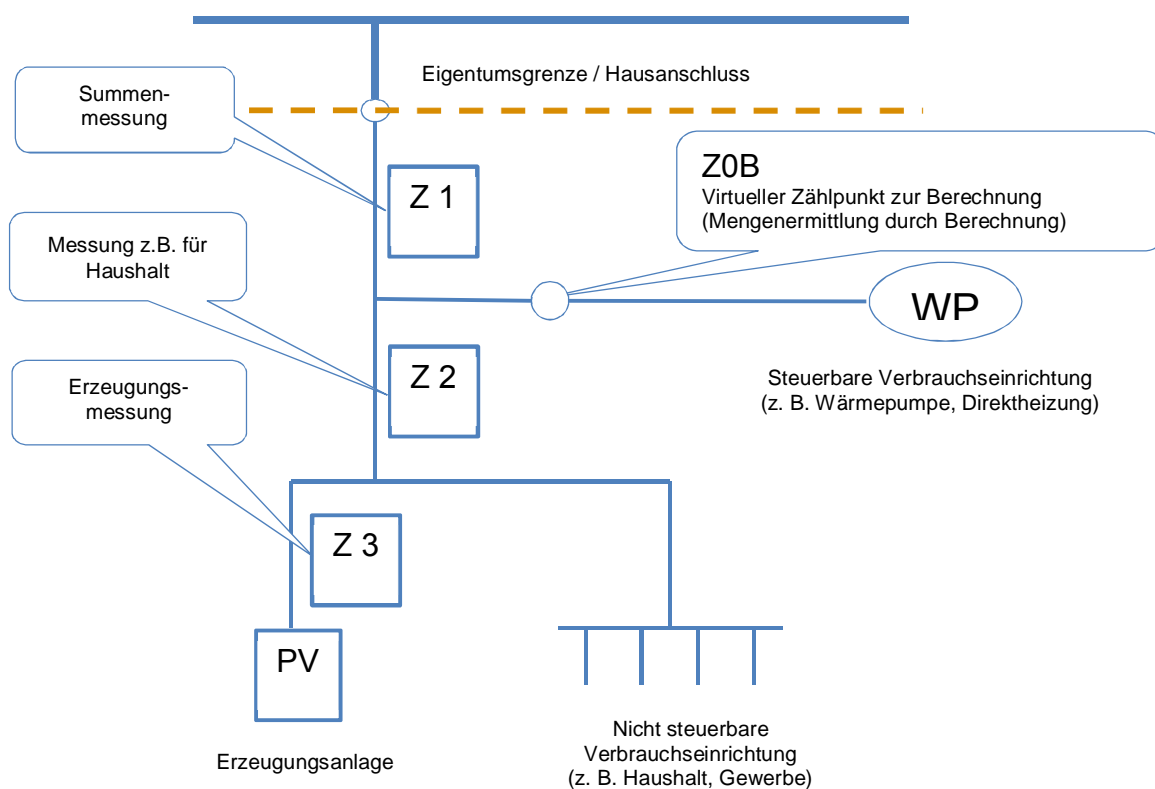 Eigentumsgrenze / Hausanschluss
Summen-
messung
Z 1
Z0B
Virtueller Zählpunkt zur Berechnung
(Mengenermittlung durch Berechnung)
Messung z.B. für
Haushalt
WP
Z 2
Steuerbare Verbrauchseinrichtung
(z. B. Wärmepumpe, Direktheizung)
Erzeugungs-
messung
Z 3
PV
Nicht steuerbare
Verbrauchseinrichtung
(z. B. Haushalt, Gewerbe)
Erzeugungsanlage